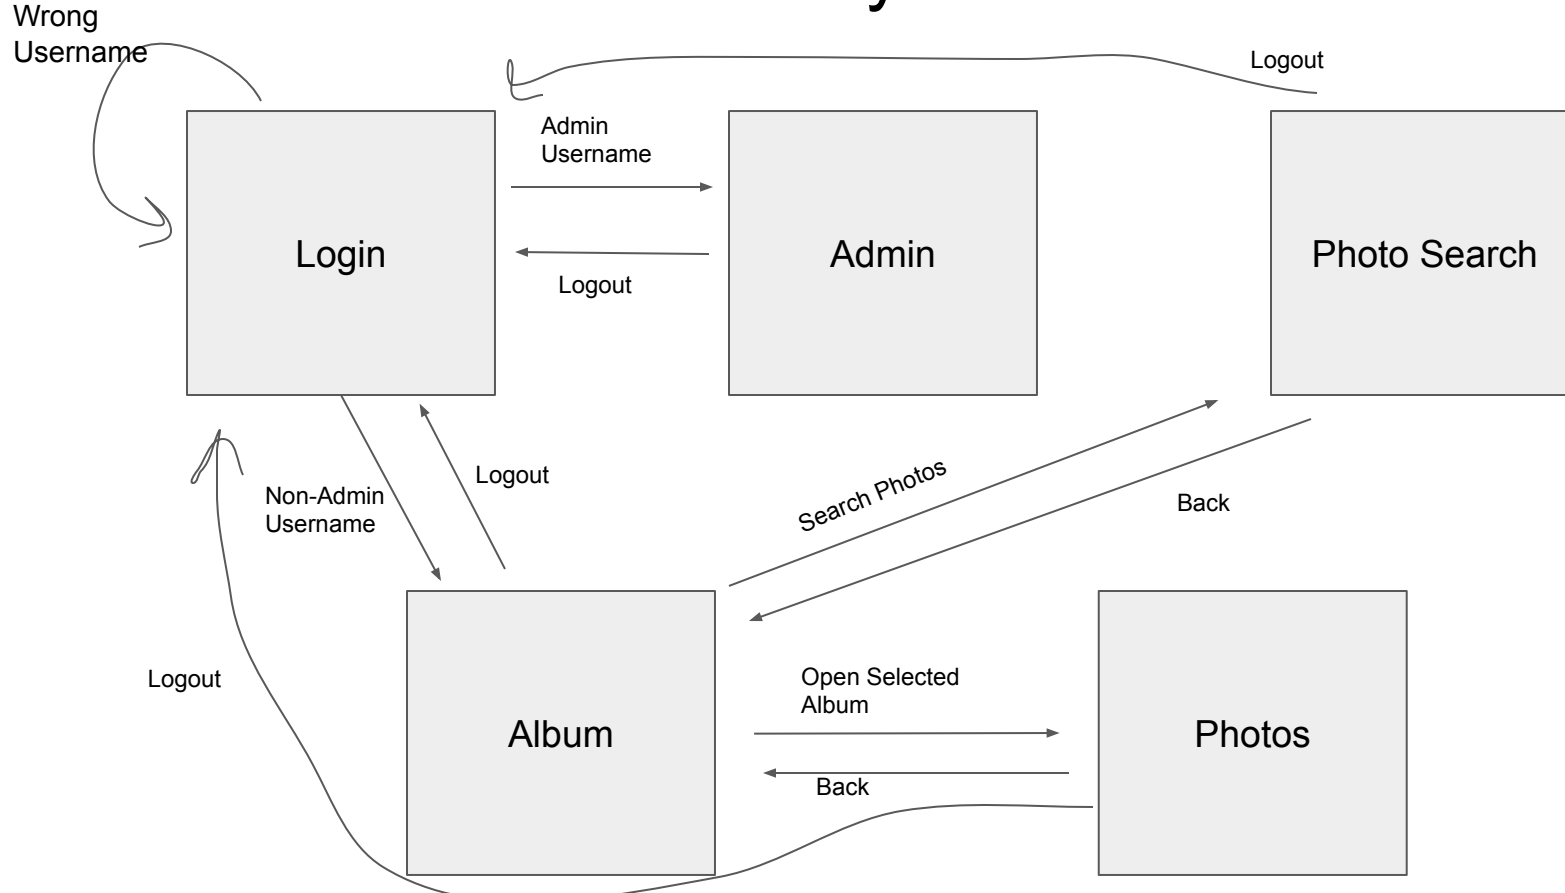 Wrong
Username
Logout
Admin
Username
Login
Admin
Photo Search
Logout
Logout
Non-Admin
Username
Search Photos
Back
Logout
Open Selected
Album
Album
Photos
Back